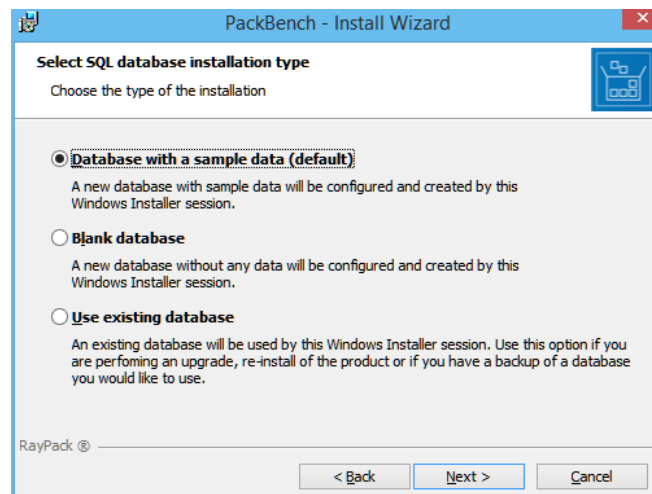 PackBench - Install Wizard
Select SQL database installation type
Choose the type of the installation
Database with a sample data (default)
A new database with sample data will be configured and created by this
Windows Installer session.
Blank database
A new database without any data will be configured and created by this
Windows Installer session.
Use existing database
An existing database will be used by this Windows Installer session. Use this option if you
are perfoming an upgrade, re-install of the product or if you have a backup of a database
you would like to use.
RayPack ®
< Back
Next >
Cancel